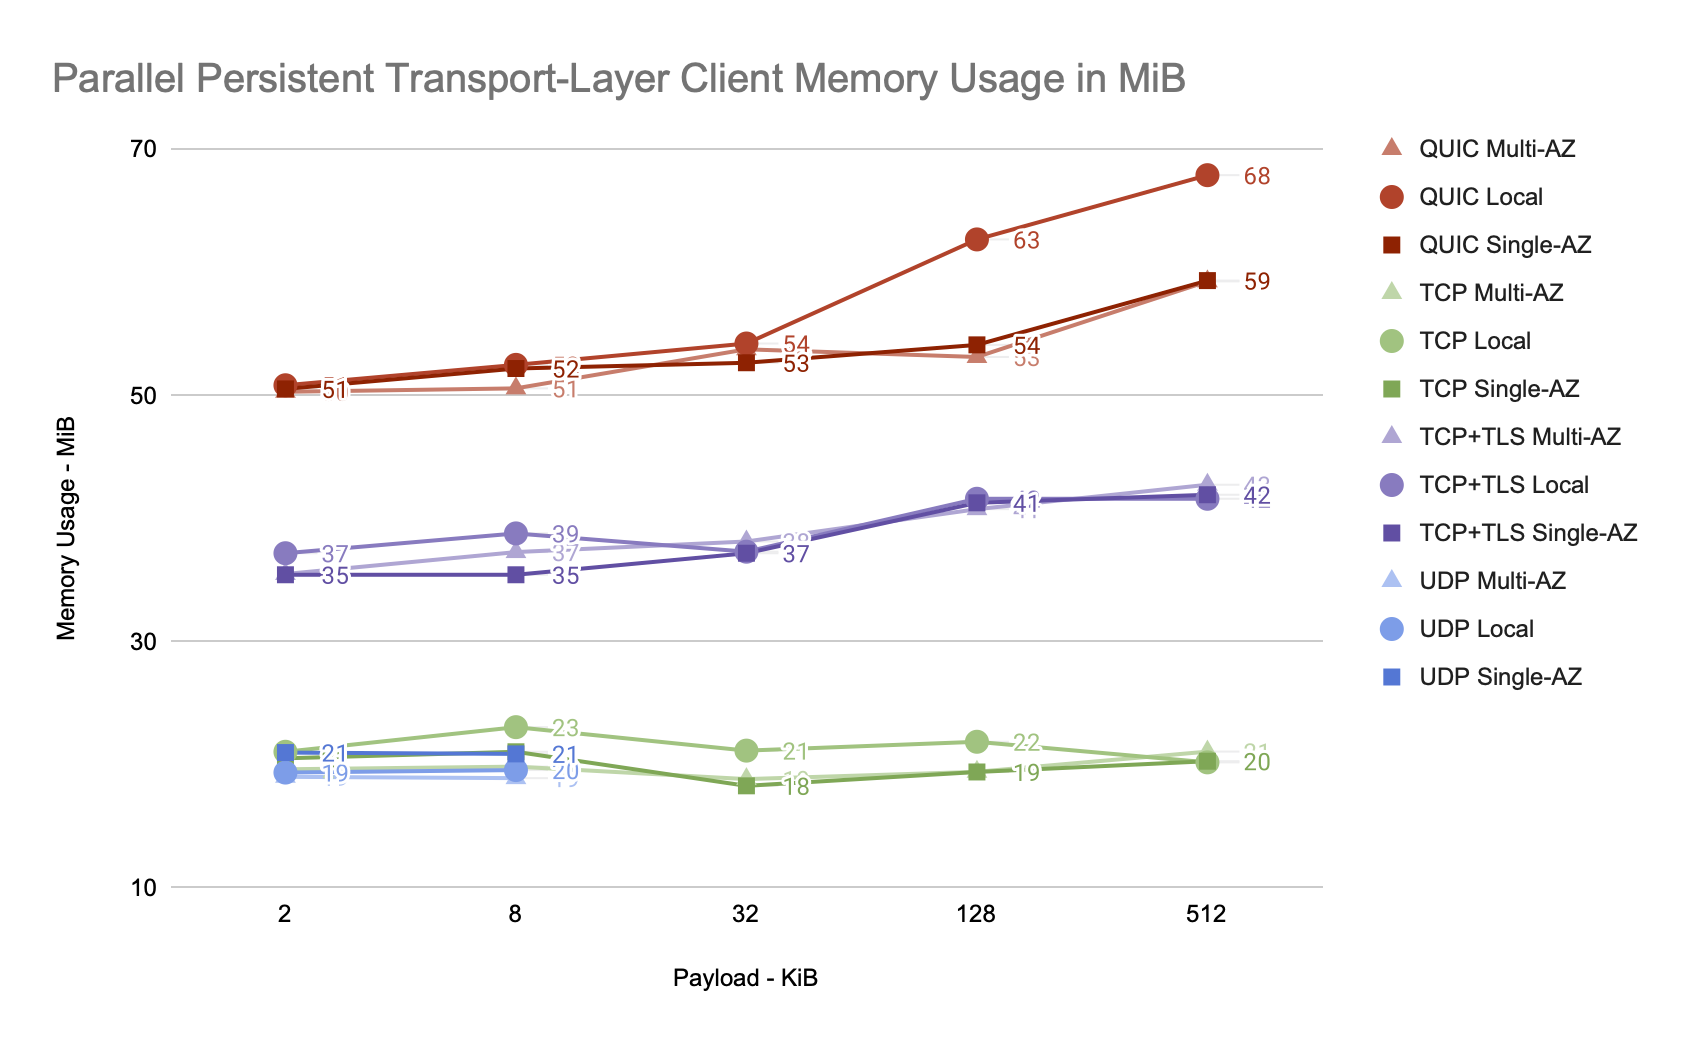 Parallel Persistent Transport-Layer Client Memory Usage in MiB
70
50
30
10
Memory Usage - MiB
2
8
32
128
512
Payload - KiB
QUIC Multi-AZ
QUIC Local
QUIC Single-AZ
TCP Multi-AZ
TCP Local
TCP Single-AZ
TCP+TLS Multi-AZ
TCP+TLS Local
TCP+TLS Single-AZ
UDP Multi-AZ
UDP Local
UDP Single-AZ
68
63
59
54
53
54
51
52
51
42
41
39
37
37
37
35
35
23
22
21
21
21
20
20
19
19
18